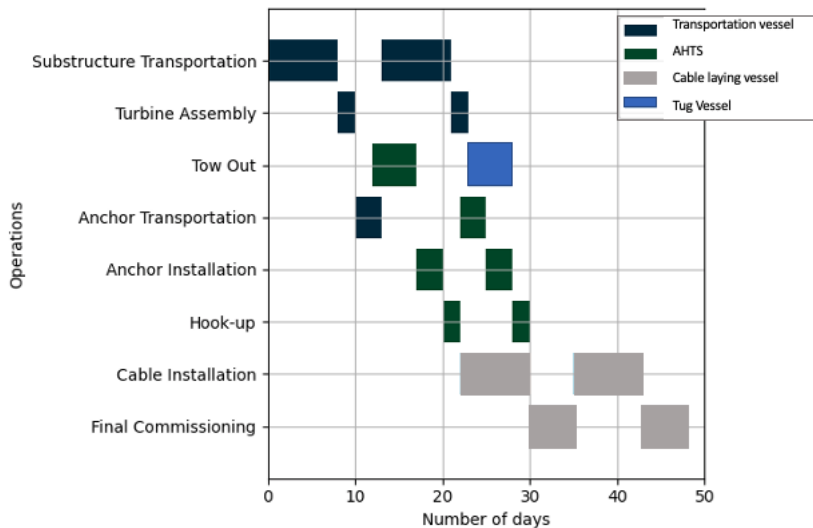 Transportation vessel
AHTS
Cable laying vessel
Tug Vessel
Substructure Transportation
Turbine Assembly
Tow Out
Anchor Transportation
Anchor Installation
Hook-up
Cable Installation
Final Commissioning
Operations
0 10 20 30 40 50
Number of days